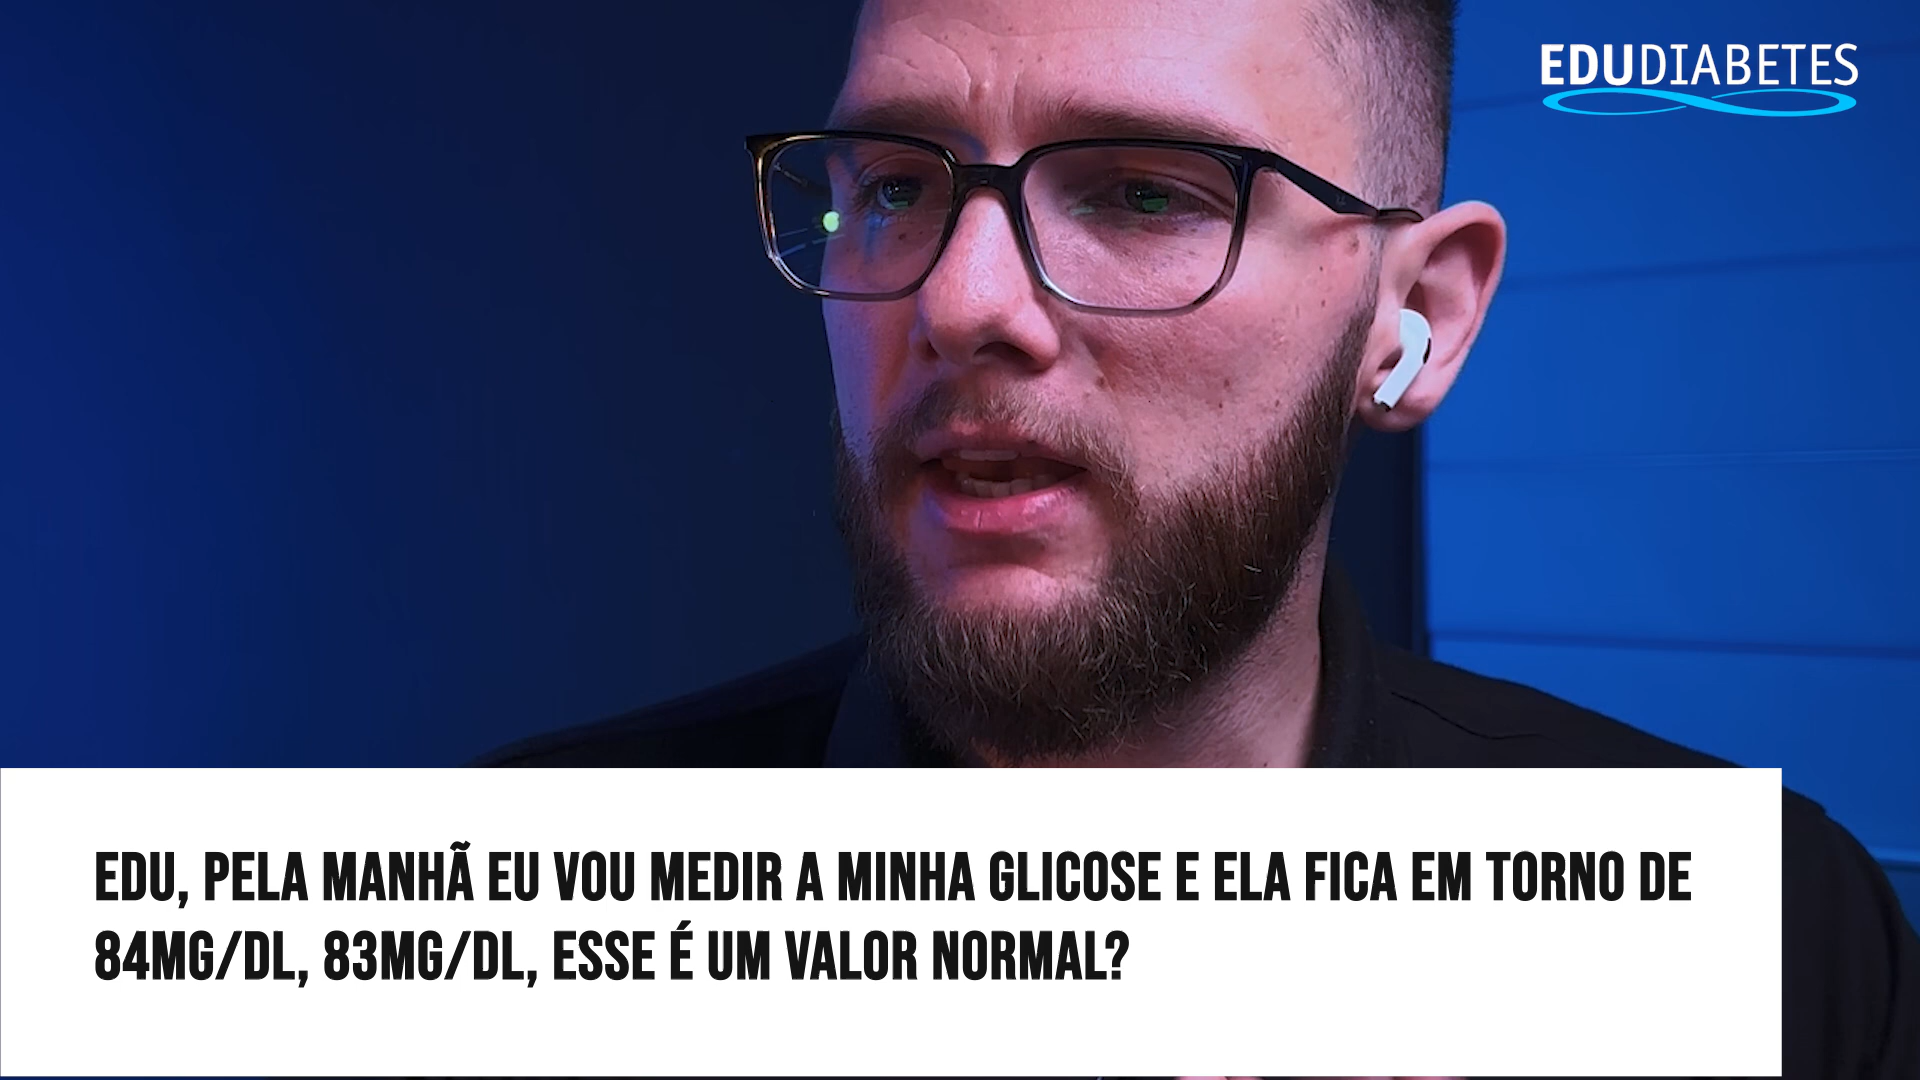 EDUDIABETES
EDU, PELA MANHÃ EU VOU MEDIR A MINHA GLICOSE E ELA FICA EM TORNO DE
84MG/DL, 83MG/DL, ESSE É UM VALOR NORMAL?